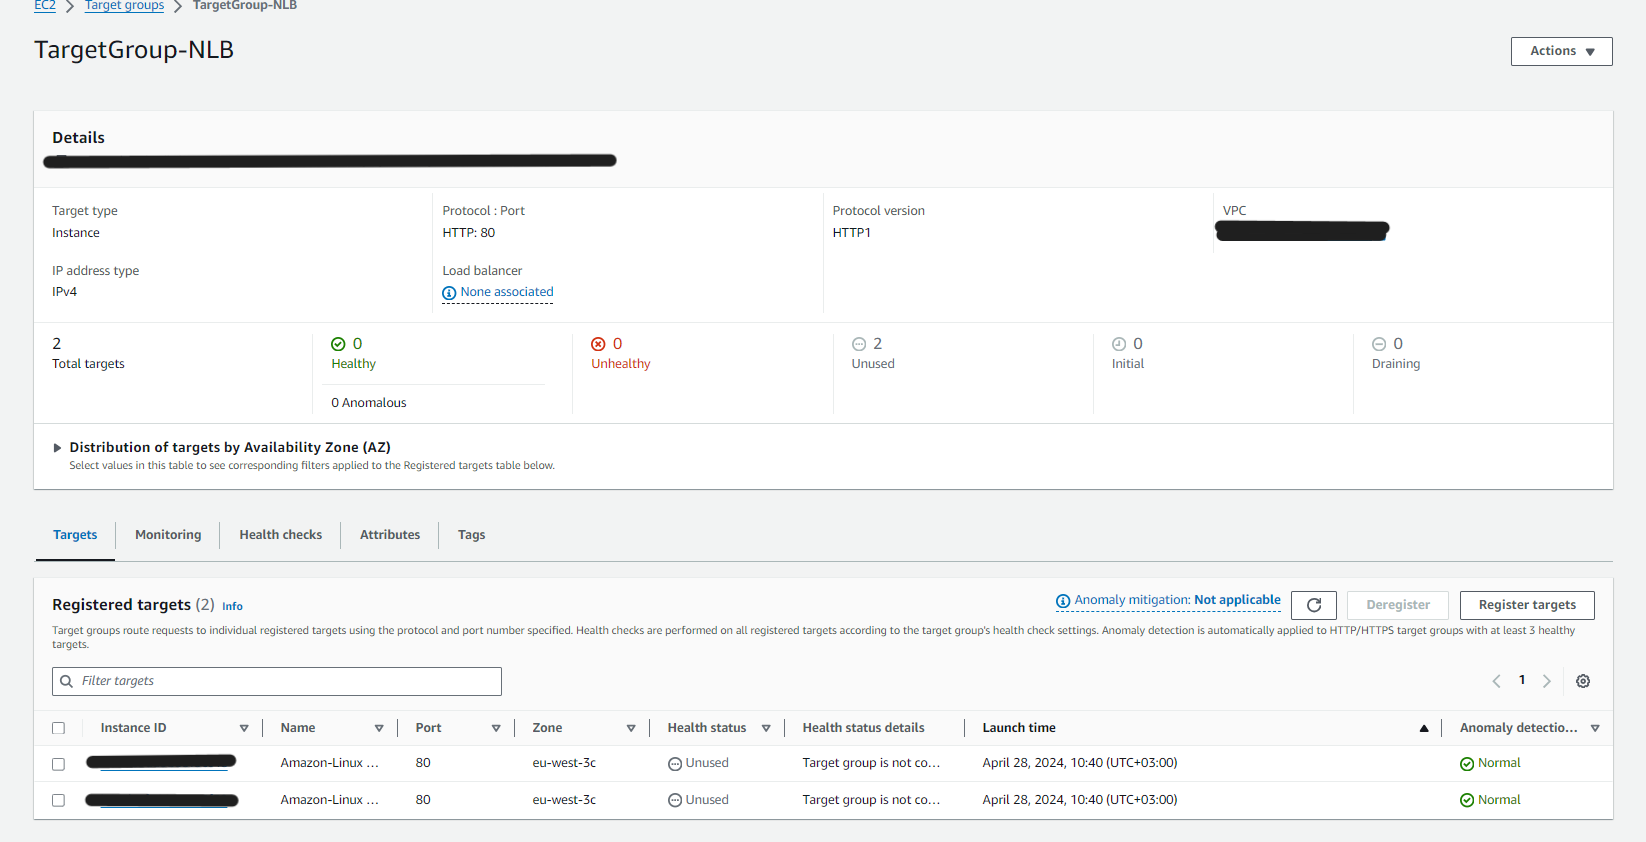 EC2 > Target groups > TargetGroup-NLB
TargetGroup-NLB
Actions
Details
Target type
Instance
Protocol : Port
HTTP: 80
Protocol version
HTTP1
VPC
IP address type
IPv4
Load balancer
None associated
2
Total targets
0
Healthy
0 Anomalous
0
Unhealthy
2
Unused
0
Initial
0
Draining
Distribution of targets by Availability Zone (AZ)
Select values in this table to see corresponding filters applied to the Registered targets table below.
Targets Monitoring Health checks Attributes Tags
Registered targets (2) Info
Anomaly mitigation: Not applicable
Deregister
Register targets
Target groups route requests to individual registered targets using the protocol and port number specified. Health checks are performed on all registered targets according to the target group's health check settings. Anomaly detection is automatically applied to HTTP/HTTPS target groups with at least 3 healthy
targets.
Filter targets
1
Instance ID Name Port Zone Health status Health status details Launch time Anomaly detectio...
Amazon-Linux ... 80 eu-west-3c Unused Target group is not co... April 28, 2024, 10:40 (UTC+03:00) Normal
Amazon-Linux ... 80 eu-west-3c Unused Target group is not co... April 28, 2024, 10:40 (UTC+03:00) Normal